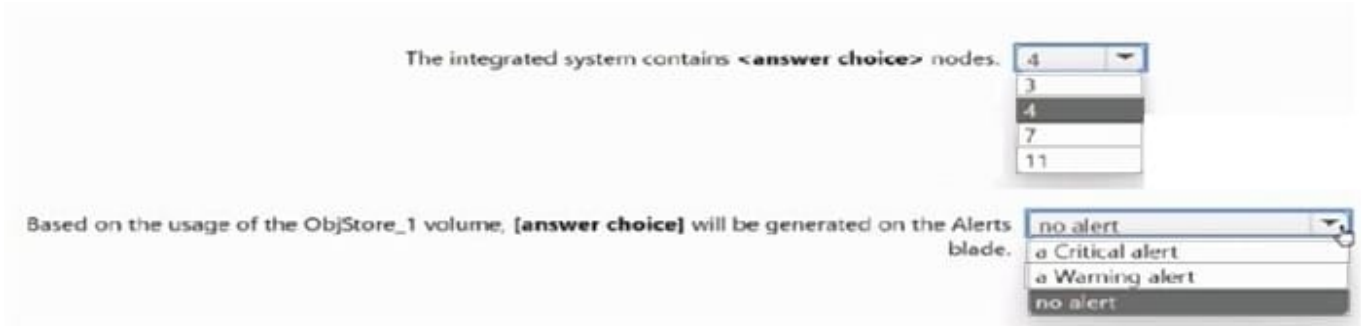 The integrated system contains <answer choice> nodes. 4
3
4
7
11
Based on the usage of the ObjStore_1 volume, [answer choice] will be generated on the Alerts no alert
blade. a Critical alert
a Warning alert
no alert